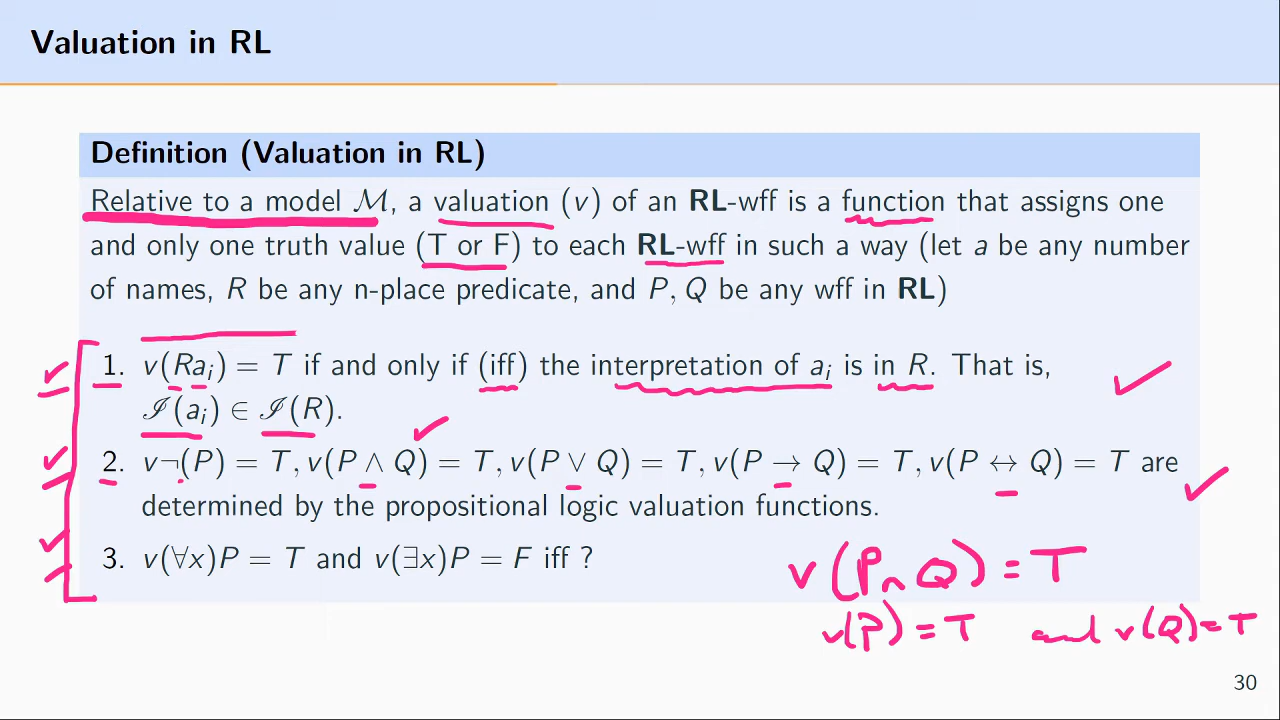 Valuation in RL
Definition (Valuation in RL)
Relative to a model ℳ, a valuation (v) of an RL-wff is a function that assigns one
and only one truth value (T or F) to each RL-wff in such a way (let a be any number
of names, R be any n-place predicate, and P, Q be any wff in RL)
1. v(Raᵢ) = T if and only if (iff) the interpretation of aᵢ is in R. That is,
ℐ(aᵢ) ∈ ℐ(R).
2. v¬(P) = T, v(P ∧ Q) = T, v(P ∨ Q) = T, v(P → Q) = T, v(P ↔ Q) = T are
determined by the propositional logic valuation functions.
3. v(∀x)P = T and v(∃x)P = F iff ?
v(P∧Q) = T
v(P) = T and v(Q) = T
30